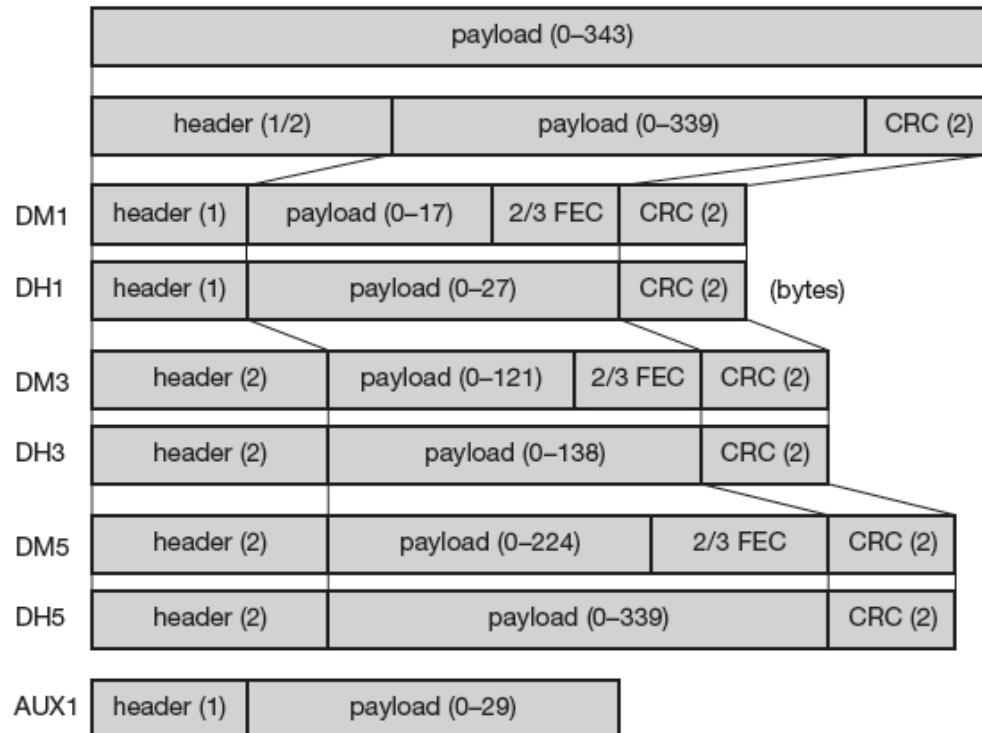 payload (0–343)
header (1/2) payload (0–339) CRC (2)
DM1 header (1) payload (0–17) 2/3 FEC CRC (2)
DH1 header (1) payload (0–27) CRC (2) (bytes)
DM3 header (2) payload (0–121) 2/3 FEC CRC (2)
DH3 header (2) payload (0–138) CRC (2)
DM5 header (2) payload (0–224) 2/3 FEC CRC (2)
DH5 header (2) payload (0–339) CRC (2)
AUX1 header (1) payload (0–29)